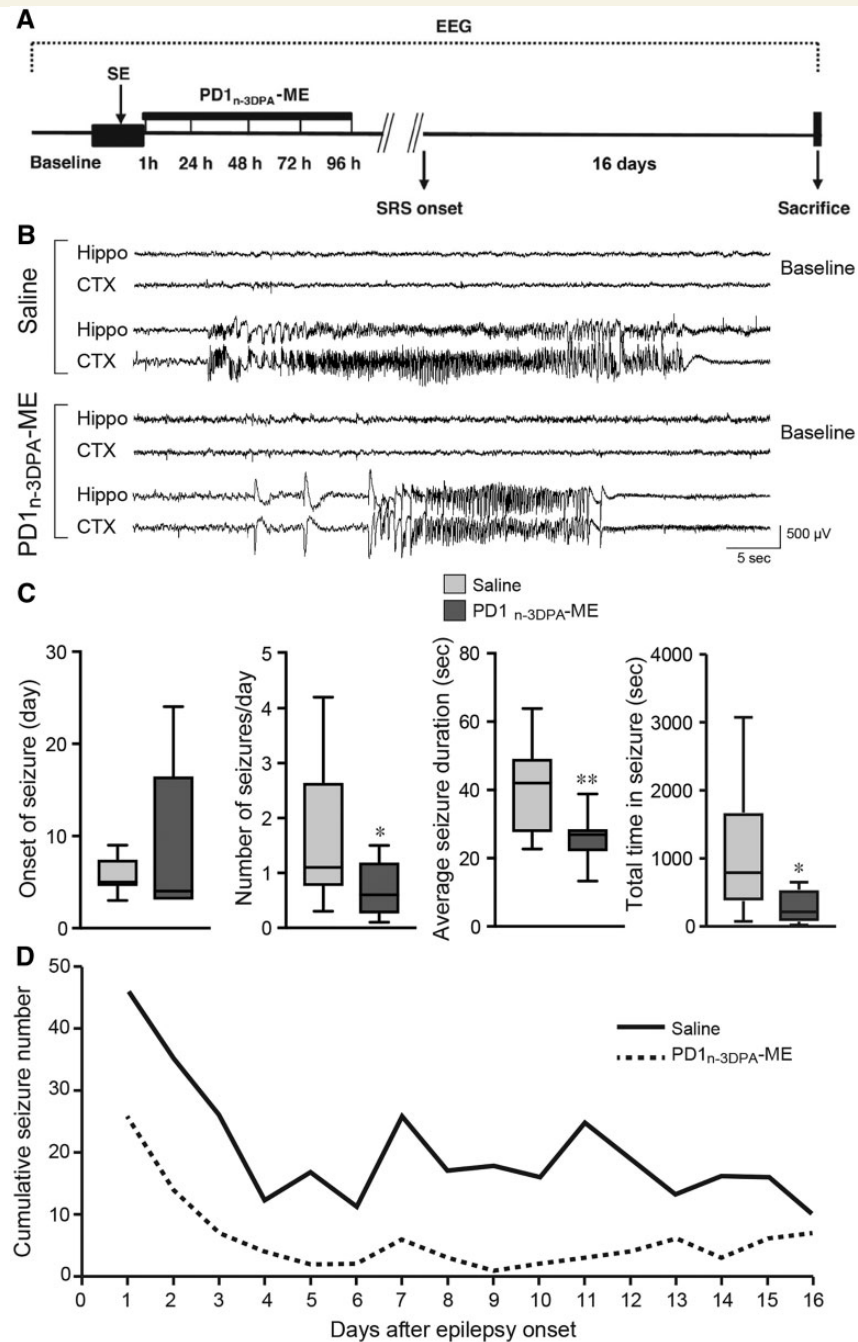 A
EEG
SE
PD1n-3DPA-ME
Baseline 1h 24 h 48 h 72 h 96 h
16 days
SRS onset
Sacrifice
B
Saline
Hippo
CTX
Baseline
Hippo
CTX
PD1n-3DPA-ME
Hippo
CTX
Baseline
Hippo
CTX
500 µV
5 sec
C
Saline
PD1 n-3DPA-ME
Onset of seizure (day)
30
20
10
0
Number of seizures/day
5
4
3
2
1
0
*
Average seizure duration (sec)
80
60
40
20
0
**
Total time in seizure (sec)
4000
3000
2000
1000
0
*
D
Cumulative seizure number
50
40
30
20
10
0
Saline
PD1n-3DPA-ME
0 1 2 3 4 5 6 7 8 9 10 11 12 13 14 15 16
Days after epilepsy onset